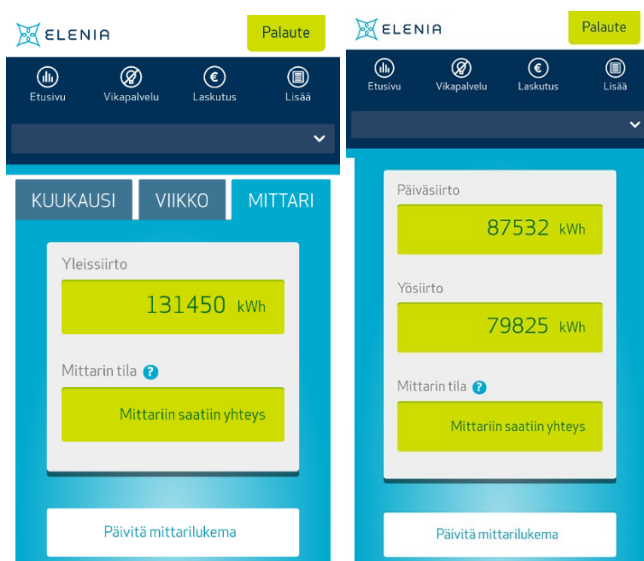 ELENIA
Palaute
Etusivu Vikapalvelu Laskutus Lisää
KUUKAUSI VIIKKO MITTARI
Yleissiirto
131450 kWh
Mittarin tila ?
Mittariin saatiin yhteys
Päivitä mittarilukema
ELENIA
Palaute
Etusivu Vikapalvelu Laskutus Lisää
Päiväsiirto
87532 kWh
Yösiirto
79825 kWh
Mittarin tila ?
Mittariin saatiin yhteys
Päivitä mittarilukema